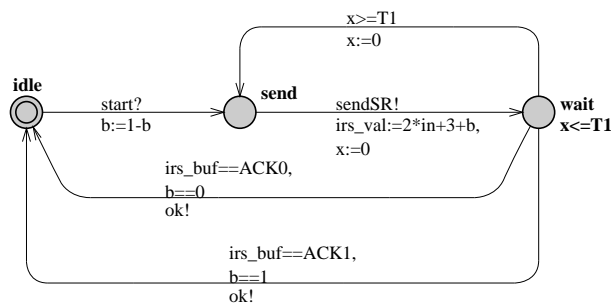 x>=T1
x:=0
idle
send
start?
b:=1-b
sendSR!
irs_val:=2*in+3+b,
x:=0
wait
x<=T1
irs_buf==ACK0,
b==0
ok!
irs_buf==ACK1,
b==1
ok!